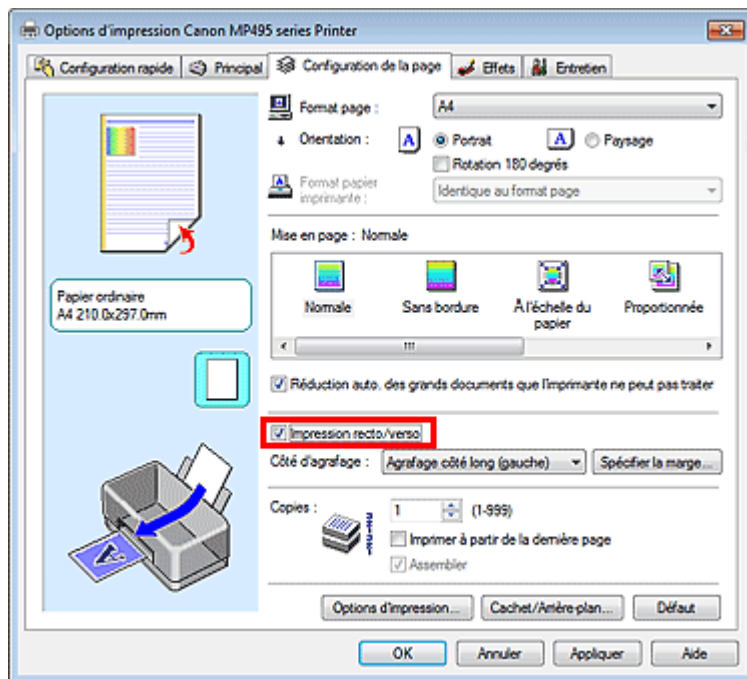 Options d'impression Canon MP495 series Printer
Configuration rapide Principal Configuration de la page Effets Entretien
Format page : A4
Orientation : A Portrait A Paysage
Rotation 180 degrés
Format papier
imprimante :
Identique au format page
Mise en page : Normale
Normale Sans bordure À l'échelle du
papier Proportionnée
Papier ordinaire
A4 210.0x297.0mm
Réduction auto. des grands documents que l'imprimante ne peut pas traiter
Impression recto/verso
Côté d'agrafage : Agrafage côté long (gauche) Spécifier la marge...
Copies : 1 (1-999)
Imprimer à partir de la dernière page
Assembler
Options d'impression... Cachet/Arrière-plan... Défaut
OK Annuler Appliquer Aide